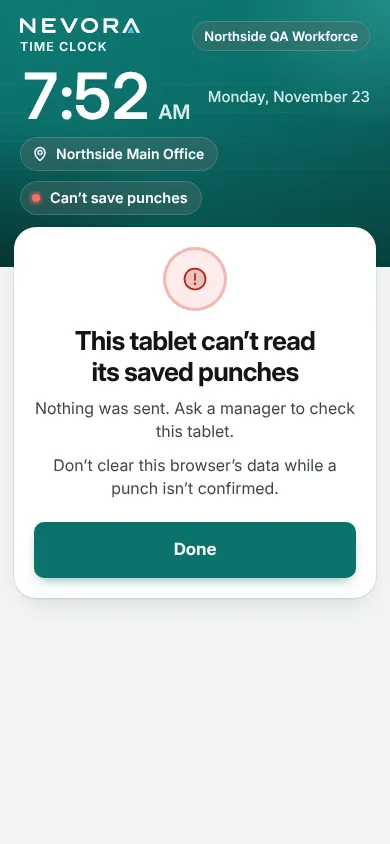 NEVORA
TIME CLOCK
Northside QA Workforce
7:52 AM
Monday, November 23
Northside Main Office
Can’t save punches
This tablet can’t read
its saved punches
Nothing was sent. Ask a manager to check
this tablet.
Don’t clear this browser’s data while a
punch isn’t confirmed.
Done